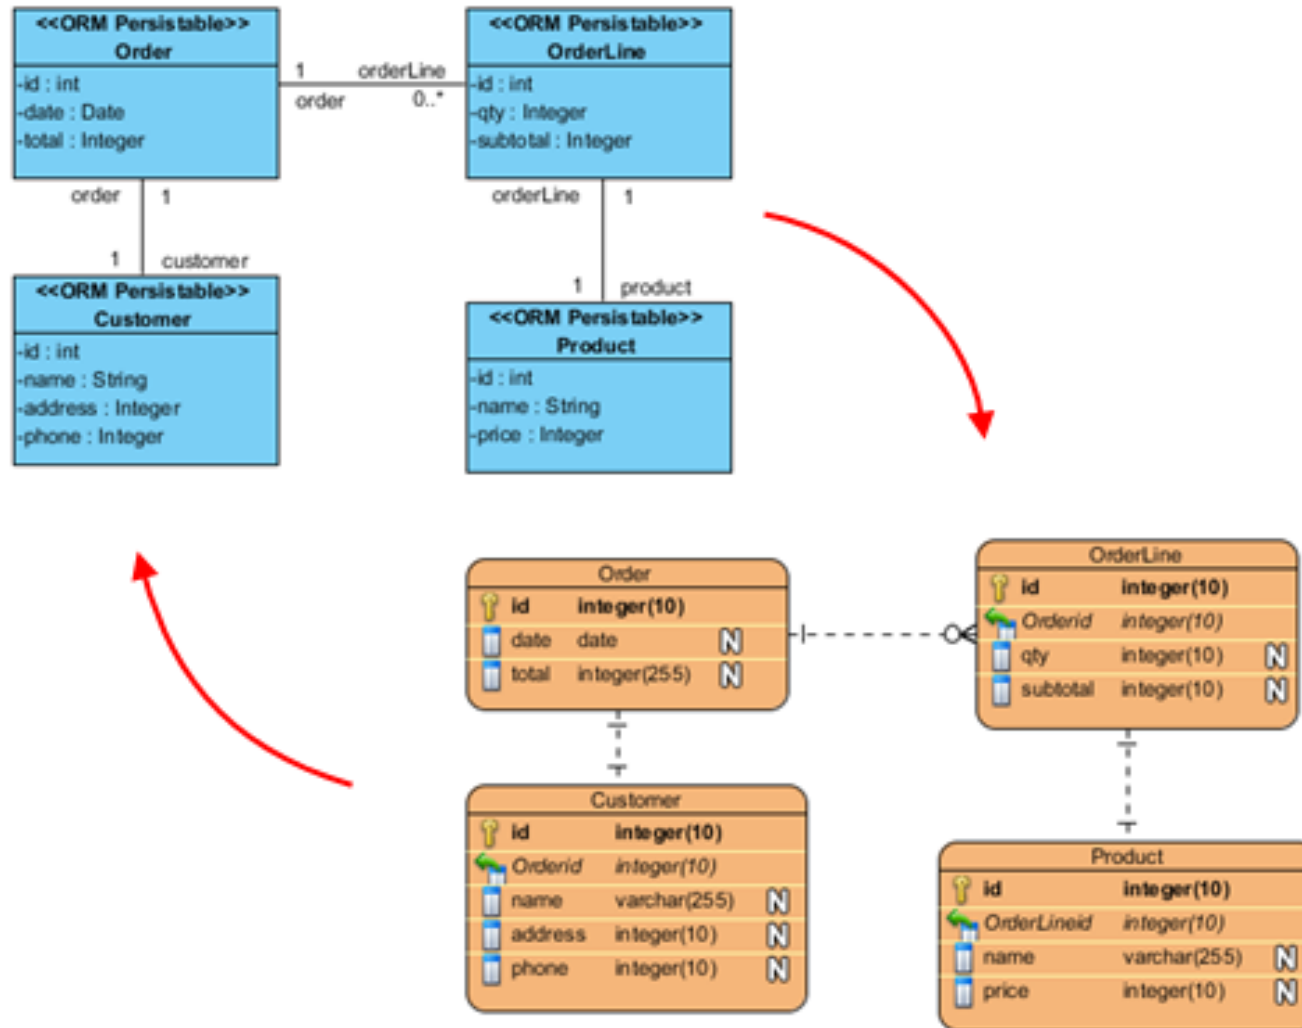 <<ORM Persistable>>
Order
-id : int
-date : Date
-total : Integer
1 orderLine
order 0..*
<<ORM Persistable>>
OrderLine
-id : int
-qty : Integer
-subtotal : Integer
order 1
1 customer
orderLine 1
1 product
<<ORM Persistable>>
Customer
-id : int
-name : String
-address : Integer
-phone : Integer
<<ORM Persistable>>
Product
-id : int
-name : String
-price : Integer
Order
id integer(10)
date date N
total integer(255) N
OrderLine
id integer(10)
Orderid integer(10)
qty integer(10) N
subtotal integer(10) N
Customer
id integer(10)
Orderid integer(10)
name varchar(255) N
address integer(10) N
phone integer(10) N
Product
id integer(10)
OrderLineid integer(10)
name varchar(255) N
price integer(10) N